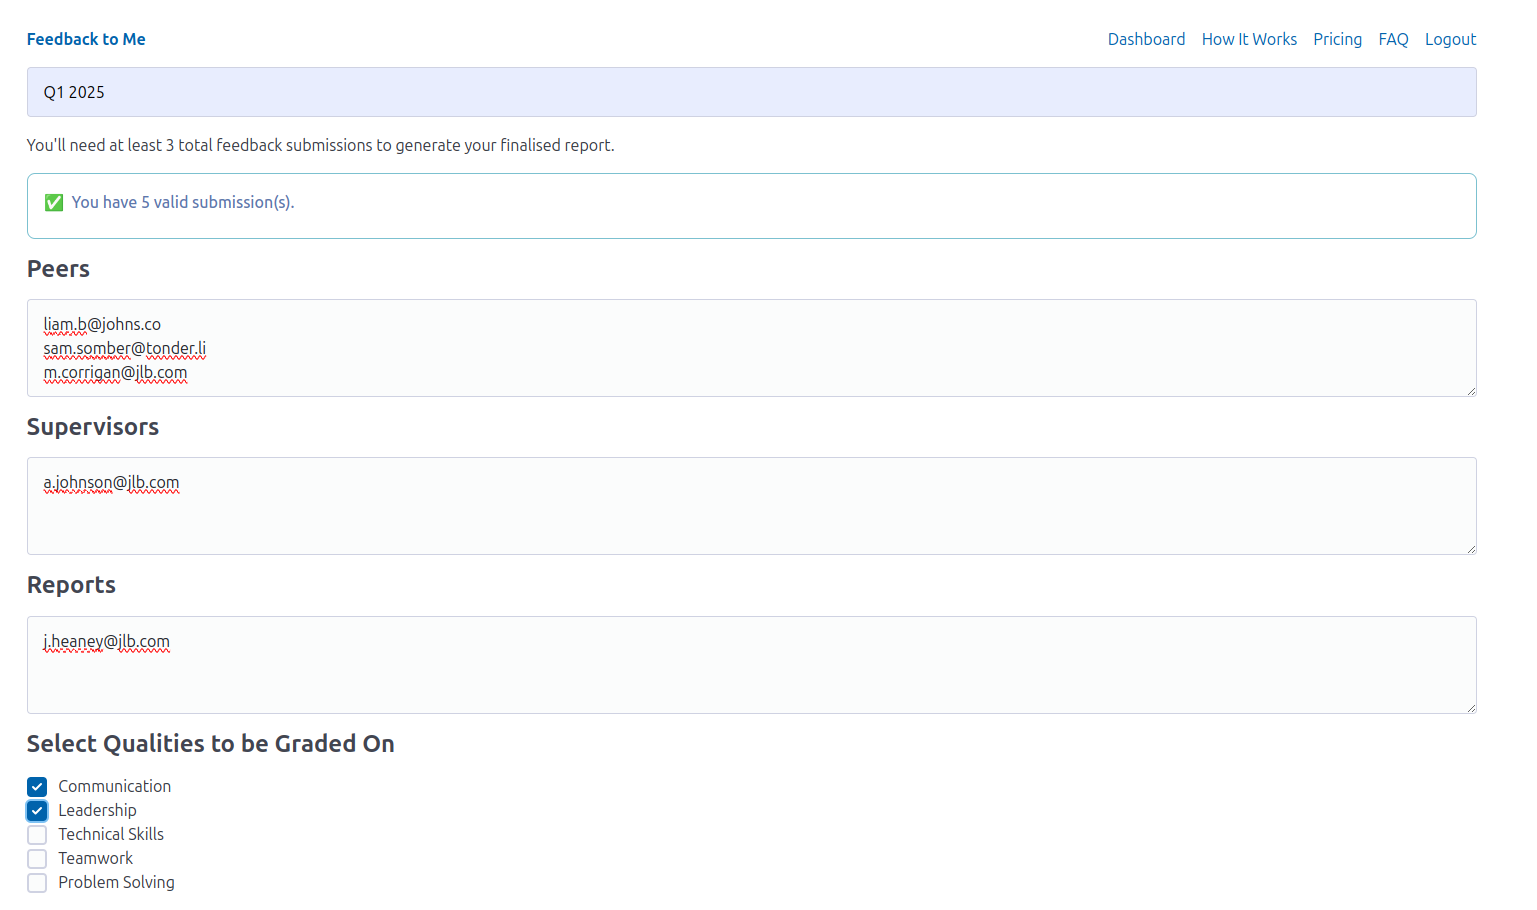 Feedback to Me
Dashboard How It Works Pricing FAQ Logout
Q1 2025
You'll need at least 3 total feedback submissions to generate your finalised report.
✅ You have 5 valid submission(s).
Peers
liam.b@johns.co
sam.somber@tonder.li
m.corrigan@jlb.com
Supervisors
a.johnson@jlb.com
Reports
j.heaney@jlb.com
Select Qualities to be Graded On
Communication
Leadership
Technical Skills
Teamwork
Problem Solving